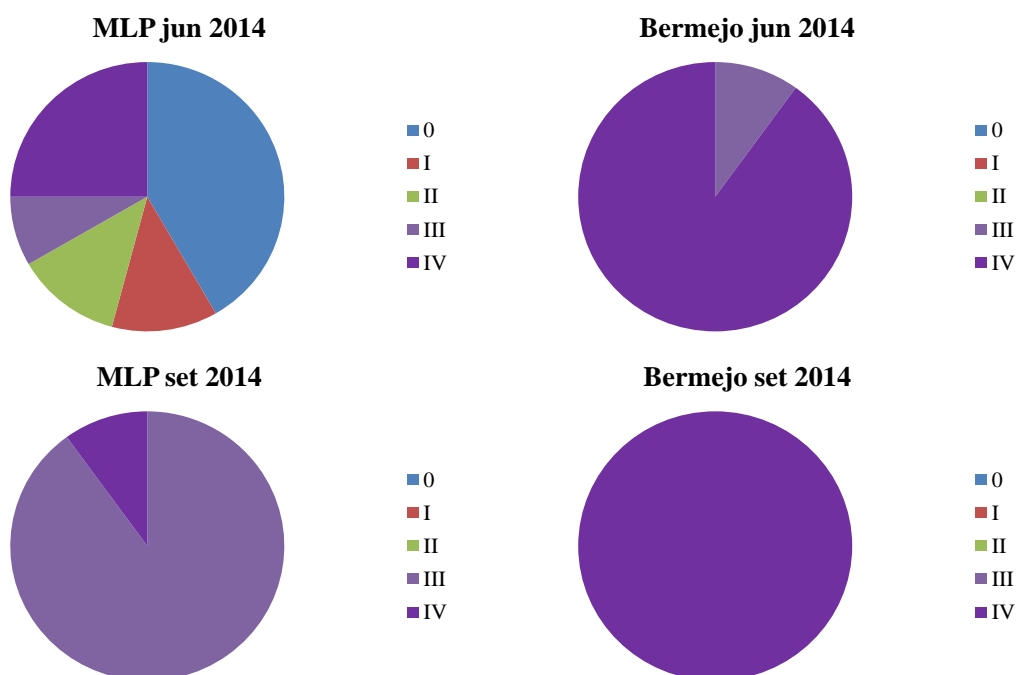 MLP jun 2014
0
I
II
III
IV
Bermejo jun 2014
0
I
II
III
IV
MLP set 2014
0
I
II
III
IV
Bermejo set 2014
0
I
II
III
IV